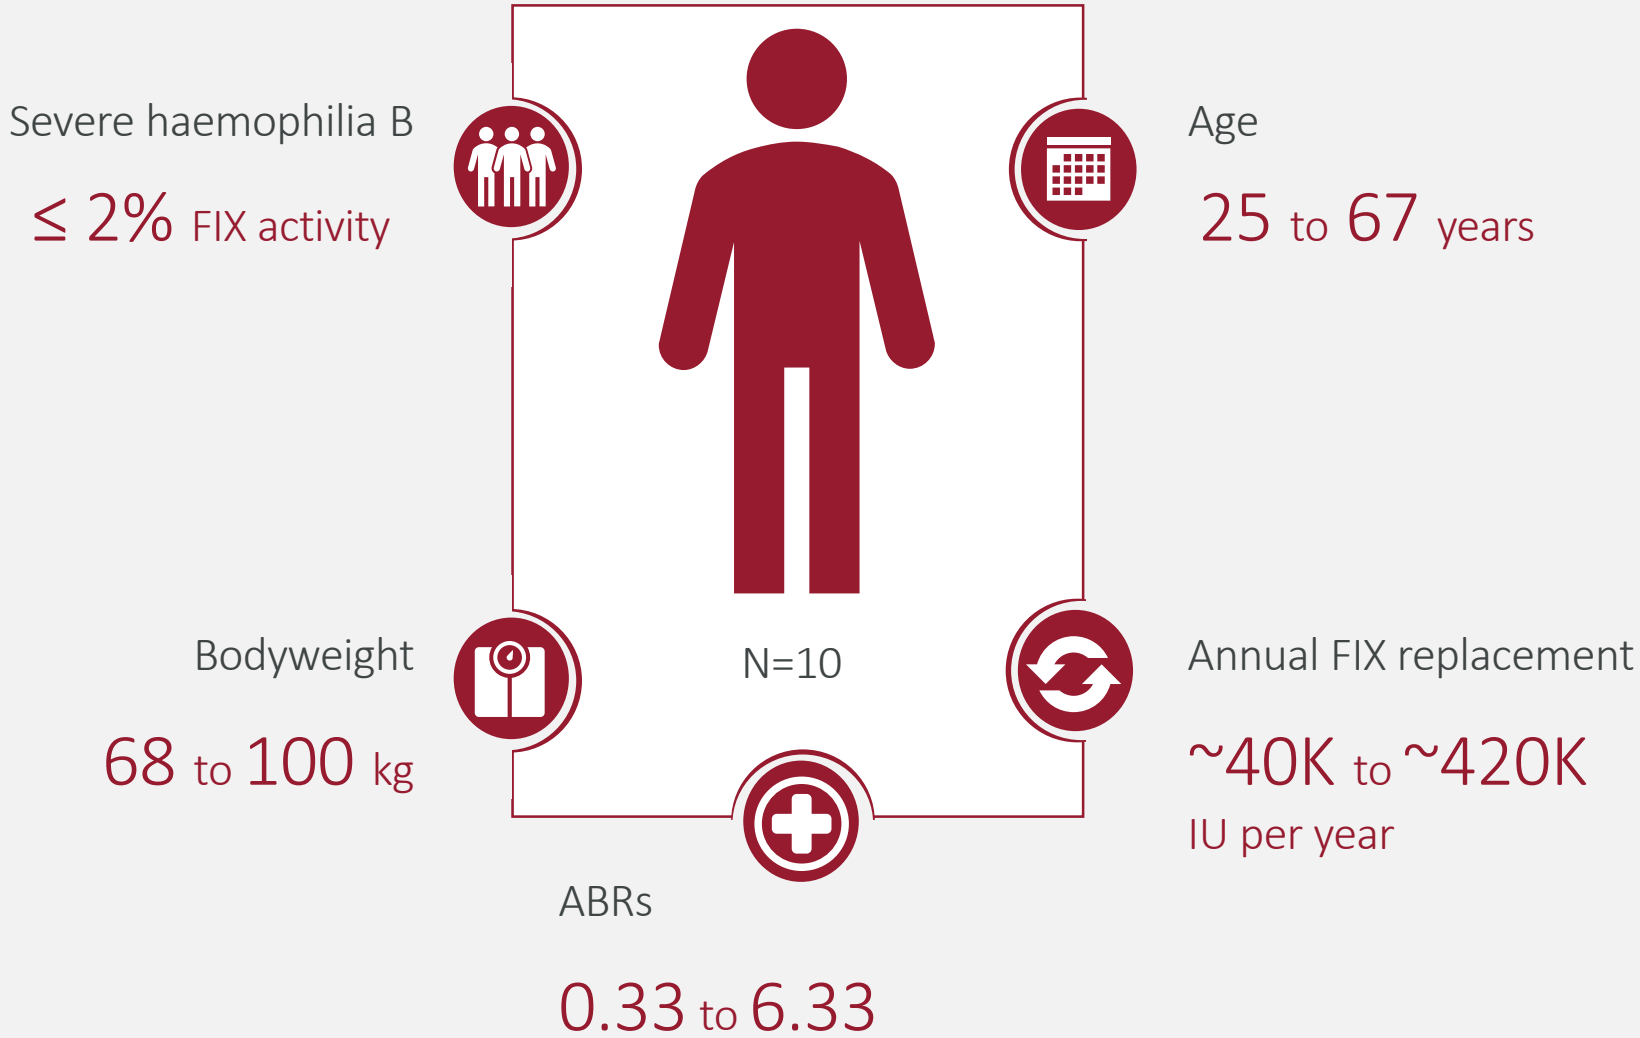 Severe haemophilia B
≤ 2% FIX activity
Age
25 to 67 years
Bodyweight
68 to 100 kg
N=10
Annual FIX replacement
~40K to ~420K
IU per year
ABRs
0.33 to 6.33